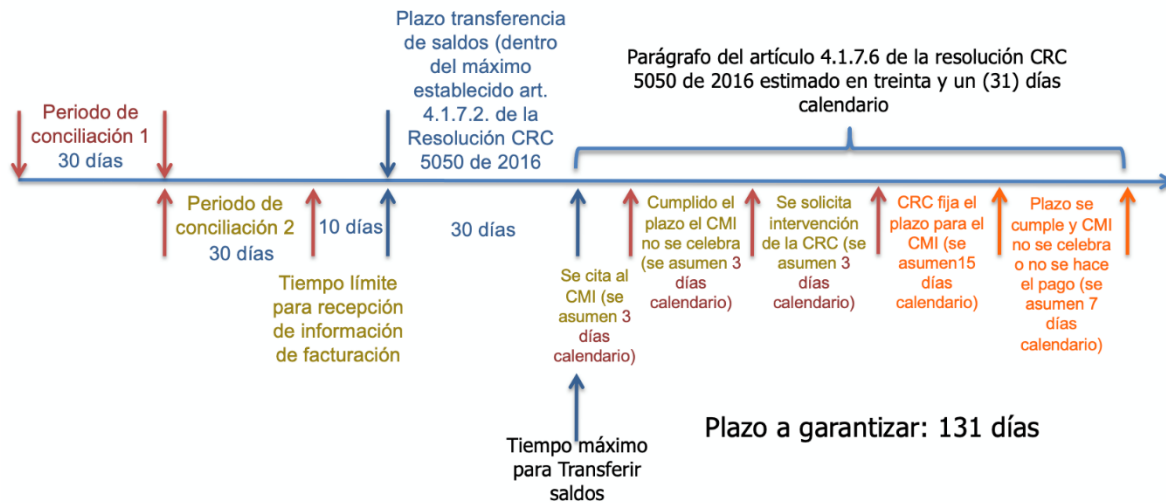 Plazo transferencia
de saldos (dentro
del máximo
establecido art.
4.1.7.2. de la
Resolución CRC
5050 de 2016
Parágrafo del artículo 4.1.7.6 de la resolución CRC
5050 de 2016 estimado en treinta y un (31) días
calendario
Periodo de
conciliación 1
30 días
Periodo de
conciliación 2
30 días
10 días
30 días
Tiempo límite
para recepción
de información
de facturación
Se cita al
CMI (se
asumen 3
días
calendario)
Cumplido el
plazo el CMI
no se celebra
(se asumen 3
días
calendario)
Se solicita
intervención
de la CRC (se
asumen 3
días
calendario)
CRC fija el
plazo para el
CMI (se
asumen15
días
calendario)
Plazo se
cumple y CMI
no se celebra
o no se hace
el pago (se
asumen 7
días
calendario)
Tiempo máximo
para Transferir
saldos
Plazo a garantizar: 131 días